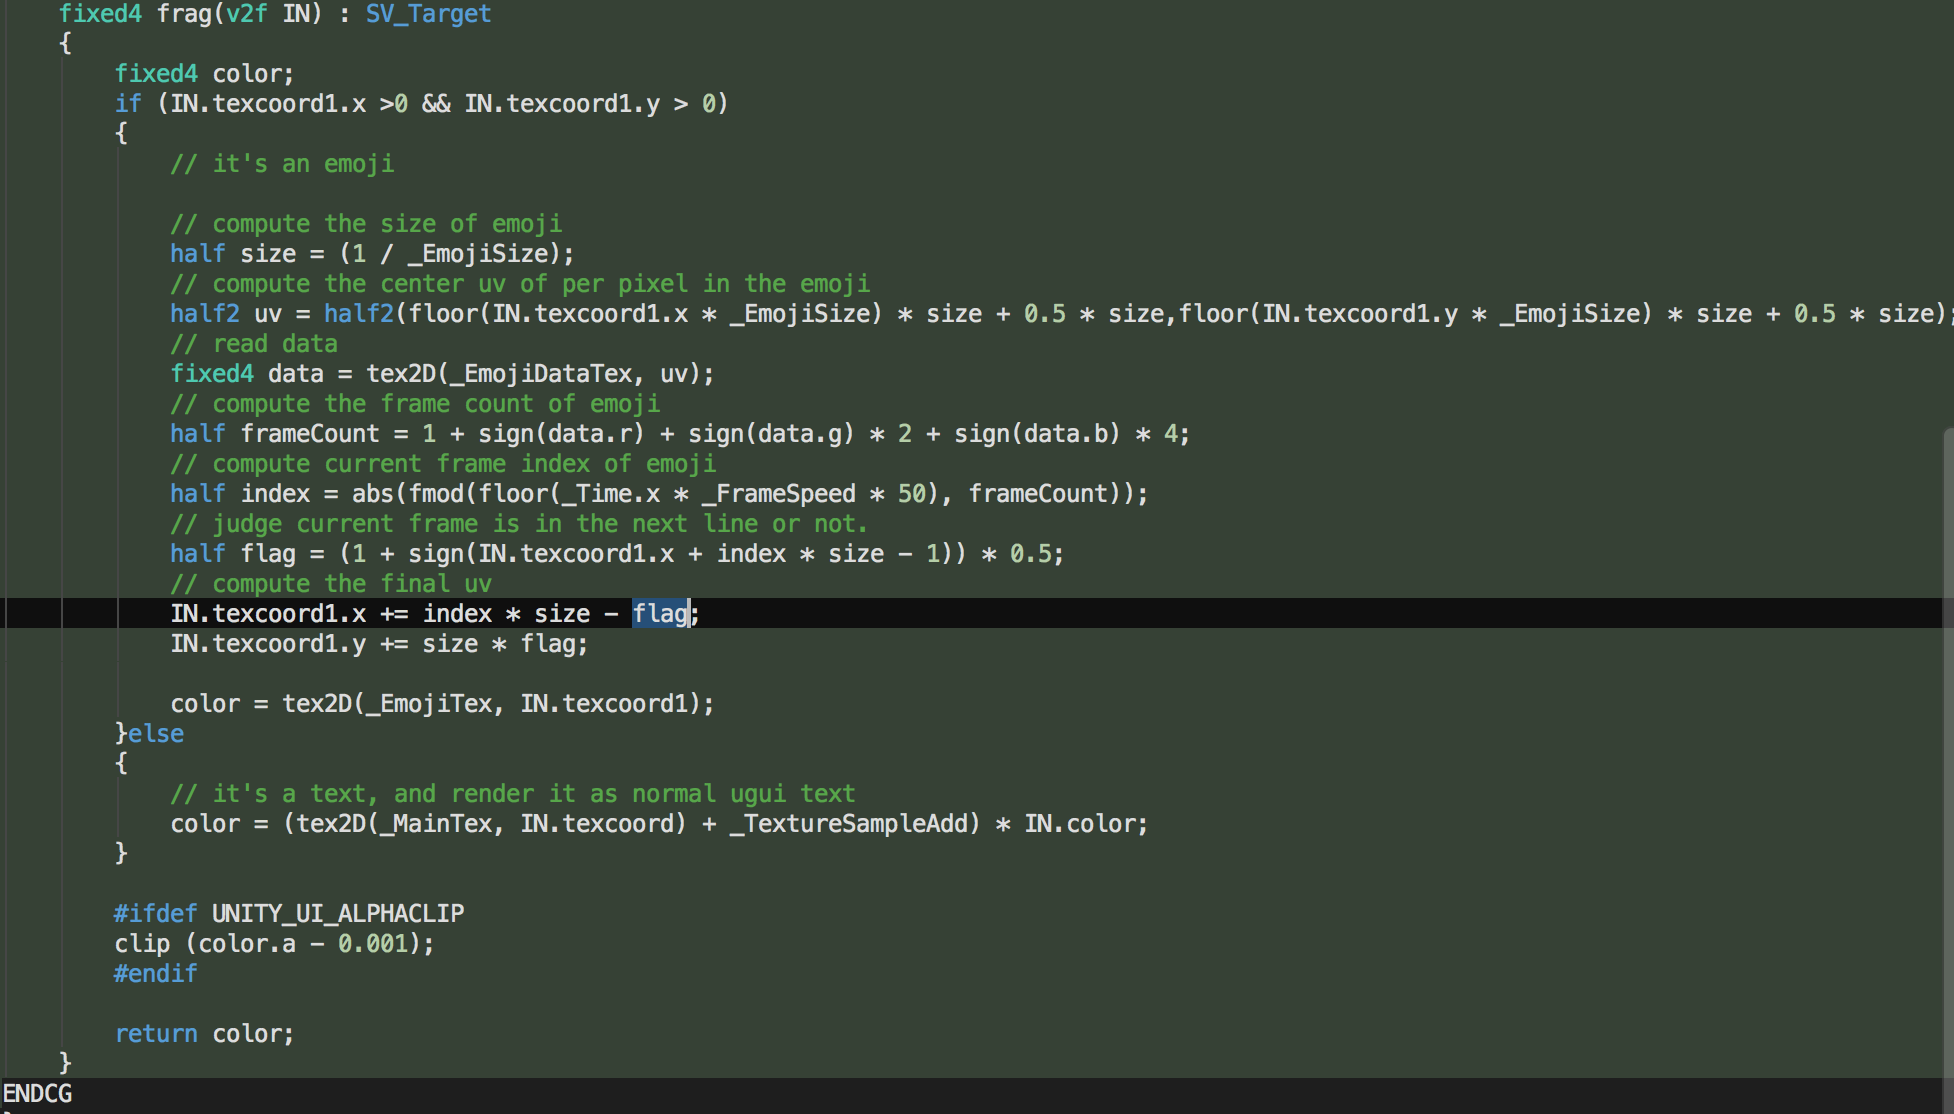 fixed4 frag(v2f IN) : SV_Target
{
fixed4 color;
if (IN.texcoord1.x >0 && IN.texcoord1.y > 0)
{
// it's an emoji
// compute the size of emoji
half size = (1 / _EmojiSize);
// compute the center uv of per pixel in the emoji
half2 uv = half2(floor(IN.texcoord1.x * _EmojiSize) * size + 0.5 * size,floor(IN.texcoord1.y * _EmojiSize) * size + 0.5 * size);
// read data
fixed4 data = tex2D(_EmojiDataTex, uv);
// compute the frame count of emoji
half frameCount = 1 + sign(data.r) + sign(data.g) * 2 + sign(data.b) * 4;
// compute current frame index of emoji
half index = abs(fmod(floor(_Time.x * _FrameSpeed * 50), frameCount));
// judge current frame is in the next line or not.
half flag = (1 + sign(IN.texcoord1.x + index * size - 1)) * 0.5;
// compute the final uv
IN.texcoord1.x += index * size - flag;
IN.texcoord1.y += size * flag;
color = tex2D(_EmojiTex, IN.texcoord1);
}else
{
// it's a text, and render it as normal ugui text
color = (tex2D(_MainTex, IN.texcoord) + _TextureSampleAdd) * IN.color;
}
#ifdef UNITY_UI_ALPHACLIP
clip (color.a - 0.001);
#endif
return color;
}
ENDCG